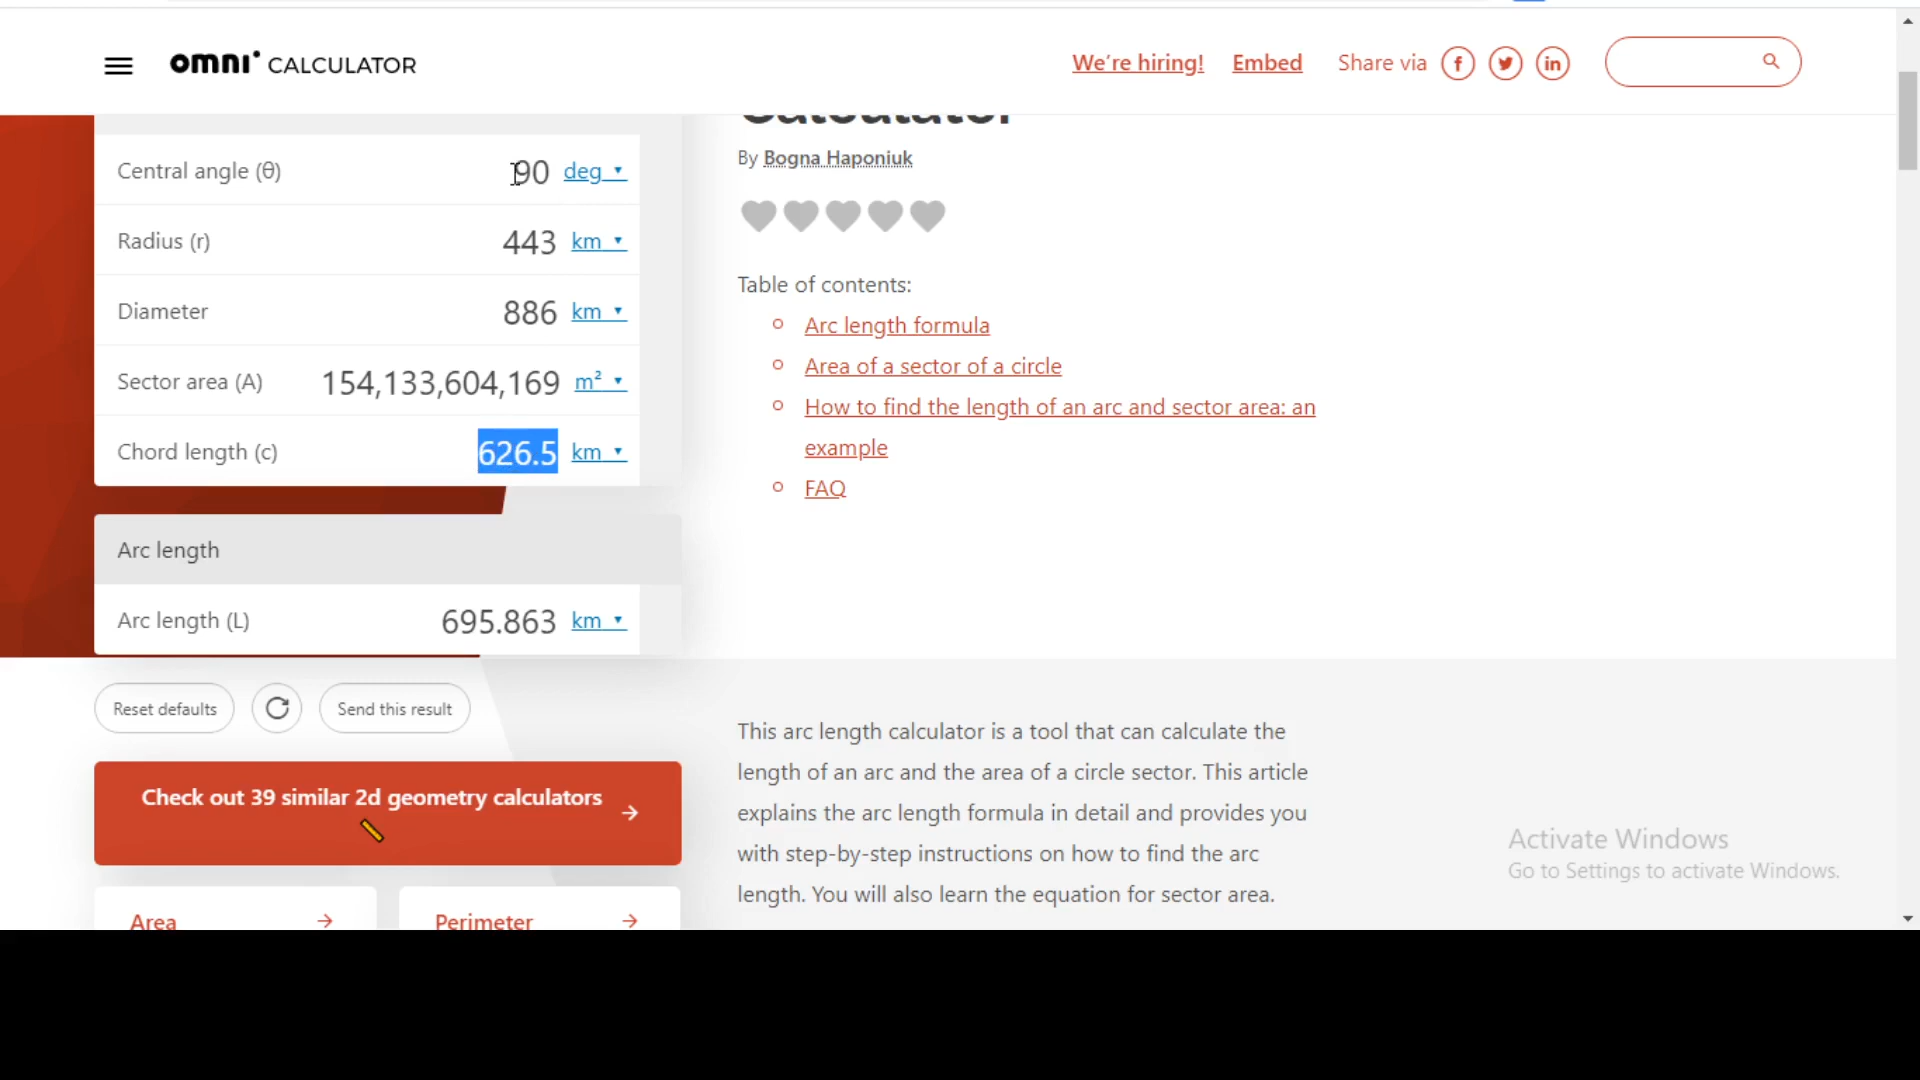 omni CALCULATOR
We're hiring!
Embed
Share via
Calculator
By Bogna Haponiuk
Central angle (θ) 90 deg
Radius (r) 443 km
Diameter 886 km
Sector area (A) 154,133,604,169 m²
Chord length (c) 626.5 km
Arc length
Arc length (L) 695.863 km
Reset defaults
Send this result
Check out 39 similar 2d geometry calculators
Area
Perimeter
Table of contents:
Arc length formula
Area of a sector of a circle
How to find the length of an arc and sector area: an
example
FAQ
This arc length calculator is a tool that can calculate the
length of an arc and the area of a circle sector. This article
explains the arc length formula in detail and provides you
with step-by-step instructions on how to find the arc
length. You will also learn the equation for sector area.
Activate Windows
Go to Settings to activate Windows.